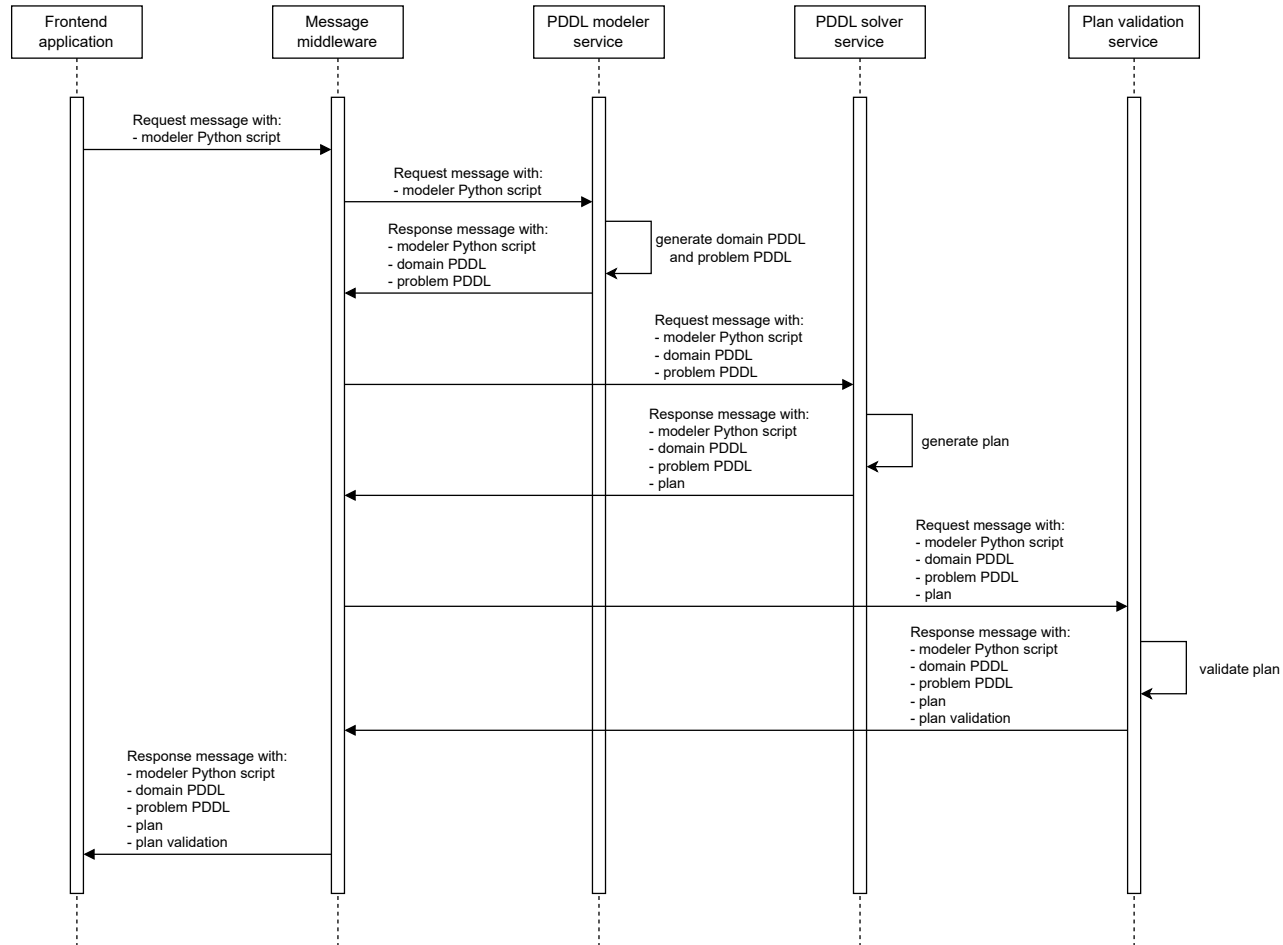 Frontend
application
Message
middleware
PDDL modeler
service
PDDL solver
service
Plan validation
service
Request message with:
- modeler Python script
Request message with:
- modeler Python script
Response message with:
- modeler Python script
- domain PDDL
- problem PDDL
generate domain PDDL
and problem PDDL
Request message with:
- modeler Python script
- domain PDDL
- problem PDDL
Response message with:
- modeler Python script
- domain PDDL
- problem PDDL
- plan
generate plan
Request message with:
- modeler Python script
- domain PDDL
- problem PDDL
- plan
Response message with:
- modeler Python script
- domain PDDL
- problem PDDL
- plan
- plan validation
validate plan
Response message with:
- modeler Python script
- domain PDDL
- problem PDDL
- plan
- plan validation